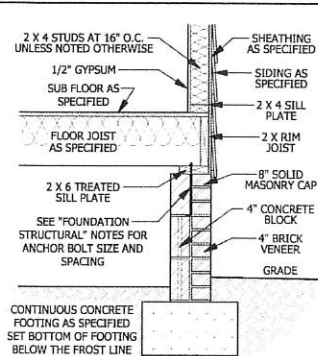 2 X 4 STUDS AT 16" O.C.
UNLESS NOTED OTHERWISE
1/2" GYPSUM
SUB FLOOR AS
SPECIFIED
FLOOR JOIST
AS SPECIFIED
2 X 6 TREATED
SILL PLATE
SEE "FOUNDATION
STRUCTURAL" NOTES FOR
ANCHOR BOLT SIZE AND
SPACING
CONTINUOUS CONCRETE
FOOTING AS SPECIFIED
SET BOTTOM OF FOOTING
BELOW THE FROST LINE
SHEATHING
AS SPECIFIED
SIDING AS
SPECIFIED
2 X 4 SILL
PLATE
2 X RIM
JOIST
8" SOLID
MASONRY CAP
4" CONCRETE
BLOCK
4" BRICK
VENEER
GRADE